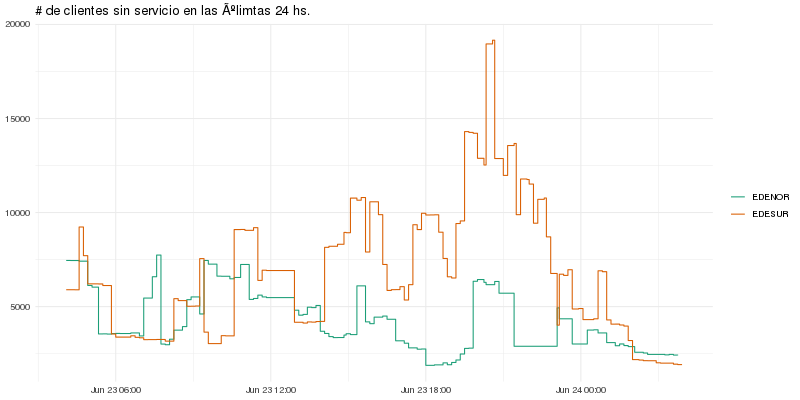 # de clientes sin servicio en las Ãºlimtas 24 hs.
20000
15000
10000
5000
Jun 23 06:00
Jun 23 12:00
Jun 23 18:00
Jun 24 00:00
EDENOR
EDESUR